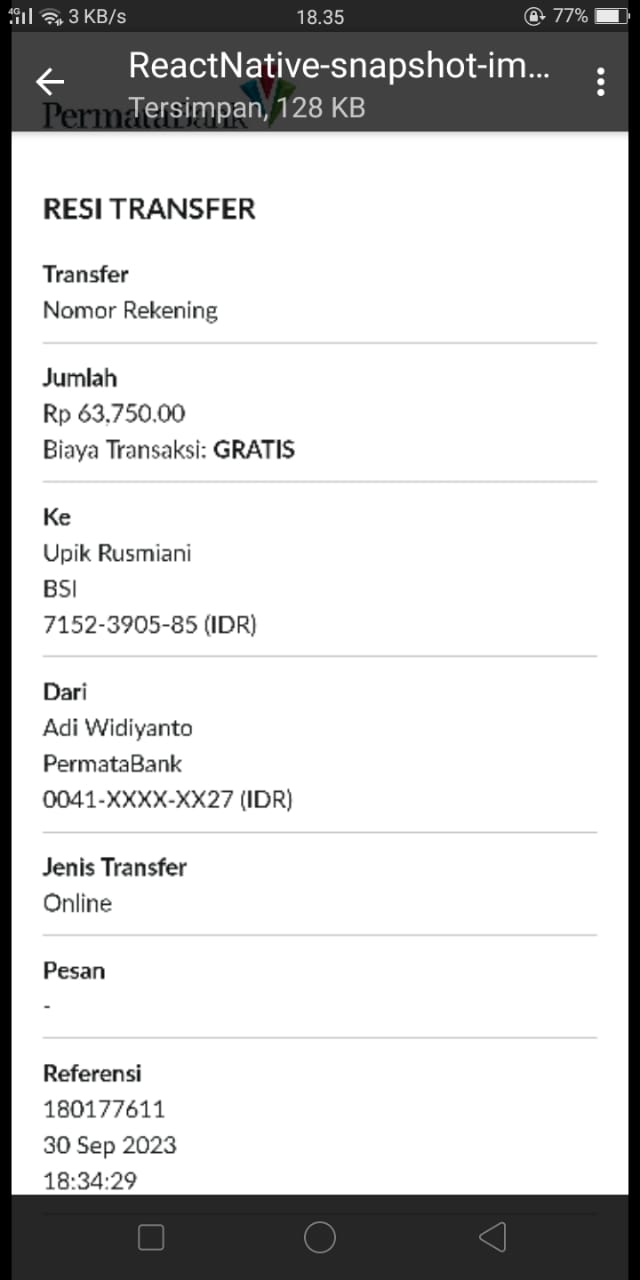 4G 3 KB/s 18.35 77%
ReactNative-snapshot-im...
Tersimpan, 128 KB
PermataBank
RESI TRANSFER
Transfer
Nomor Rekening
Jumlah
Rp 63,750.00
Biaya Transaksi: GRATIS
Ke
Upik Rusmiani
BSI
7152-3905-85 (IDR)
Dari
Adi Widiyanto
PermataBank
0041-XXXX-XX27 (IDR)
Jenis Transfer
Online
Pesan
-
Referensi
180177611
30 Sep 2023
18:34:29